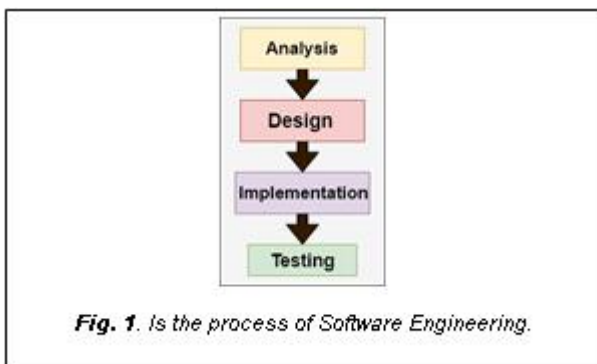 Analysis
Design
Implementation
Testing
Fig. 1. Is the process of Software Engineering.